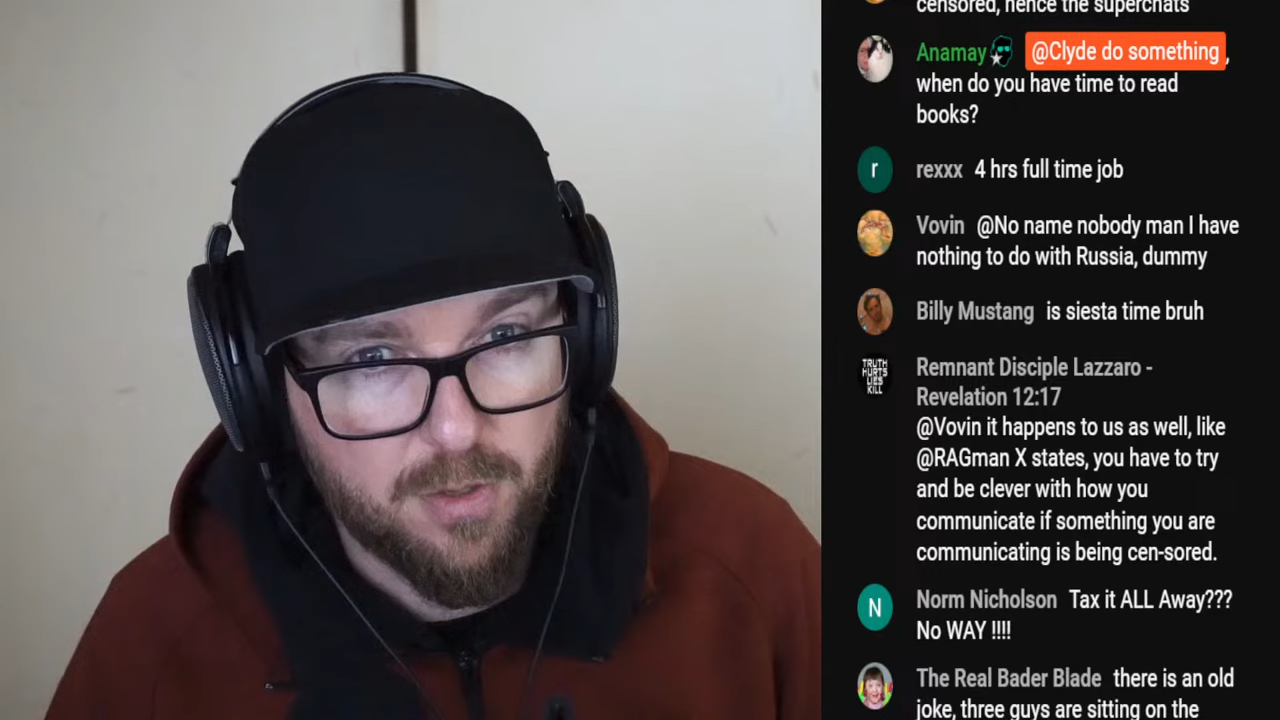 censored, hence the superchats
Anamay @Clyde do something ,
when do you have time to read
books?
r rexxx 4 hrs full time job
Vovin @No name nobody man I have
nothing to do with Russia, dummy
Billy Mustang is siesta time bruh
TRUTH
HURTS
LIES
KILL
Remnant Disciple Lazzaro -
Revelation 12:17
@Vovin it happens to us as well, like
@RAGman X states, you have to try
and be clever with how you
communicate if something you are
communicating is being cen-sored.
N Norm Nicholson Tax it ALL Away???
No WAY !!!!
The Real Bader Blade there is an old
joke, three guys are sitting on the